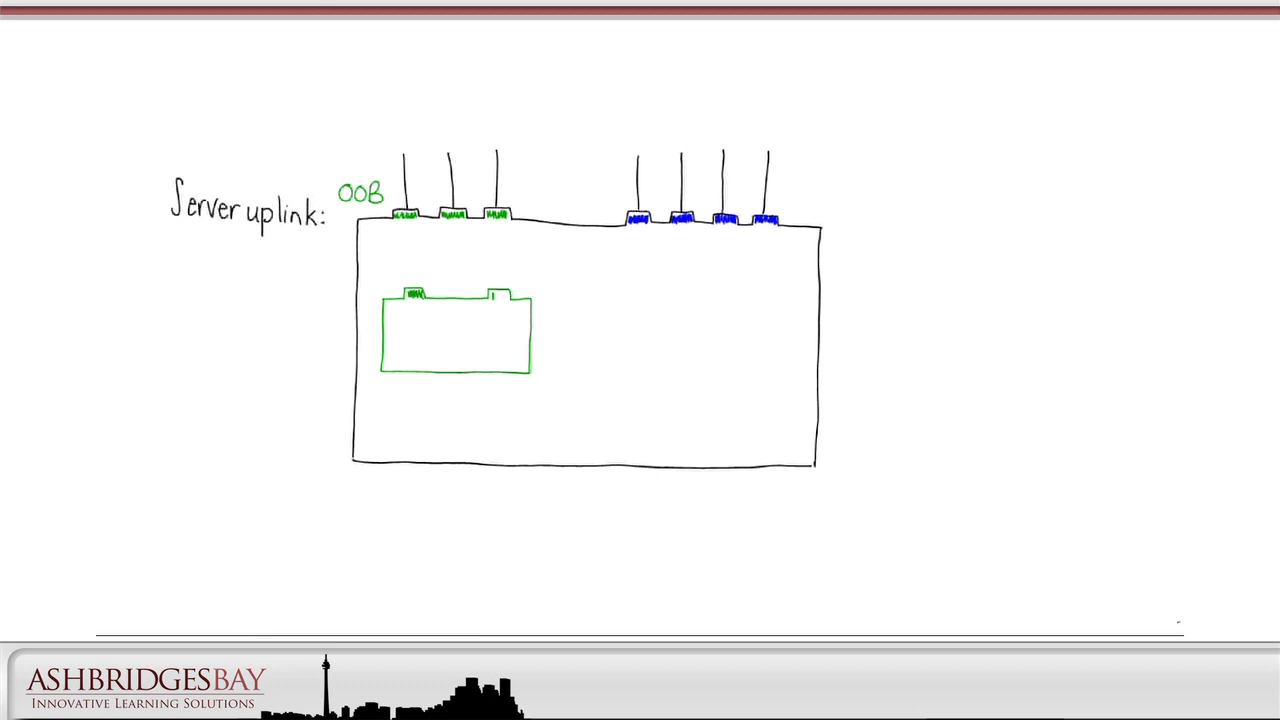 OOB
Server uplink:
ASHBRIDGESBAY
INNOVATIVE LEARNING SOLUTIONS